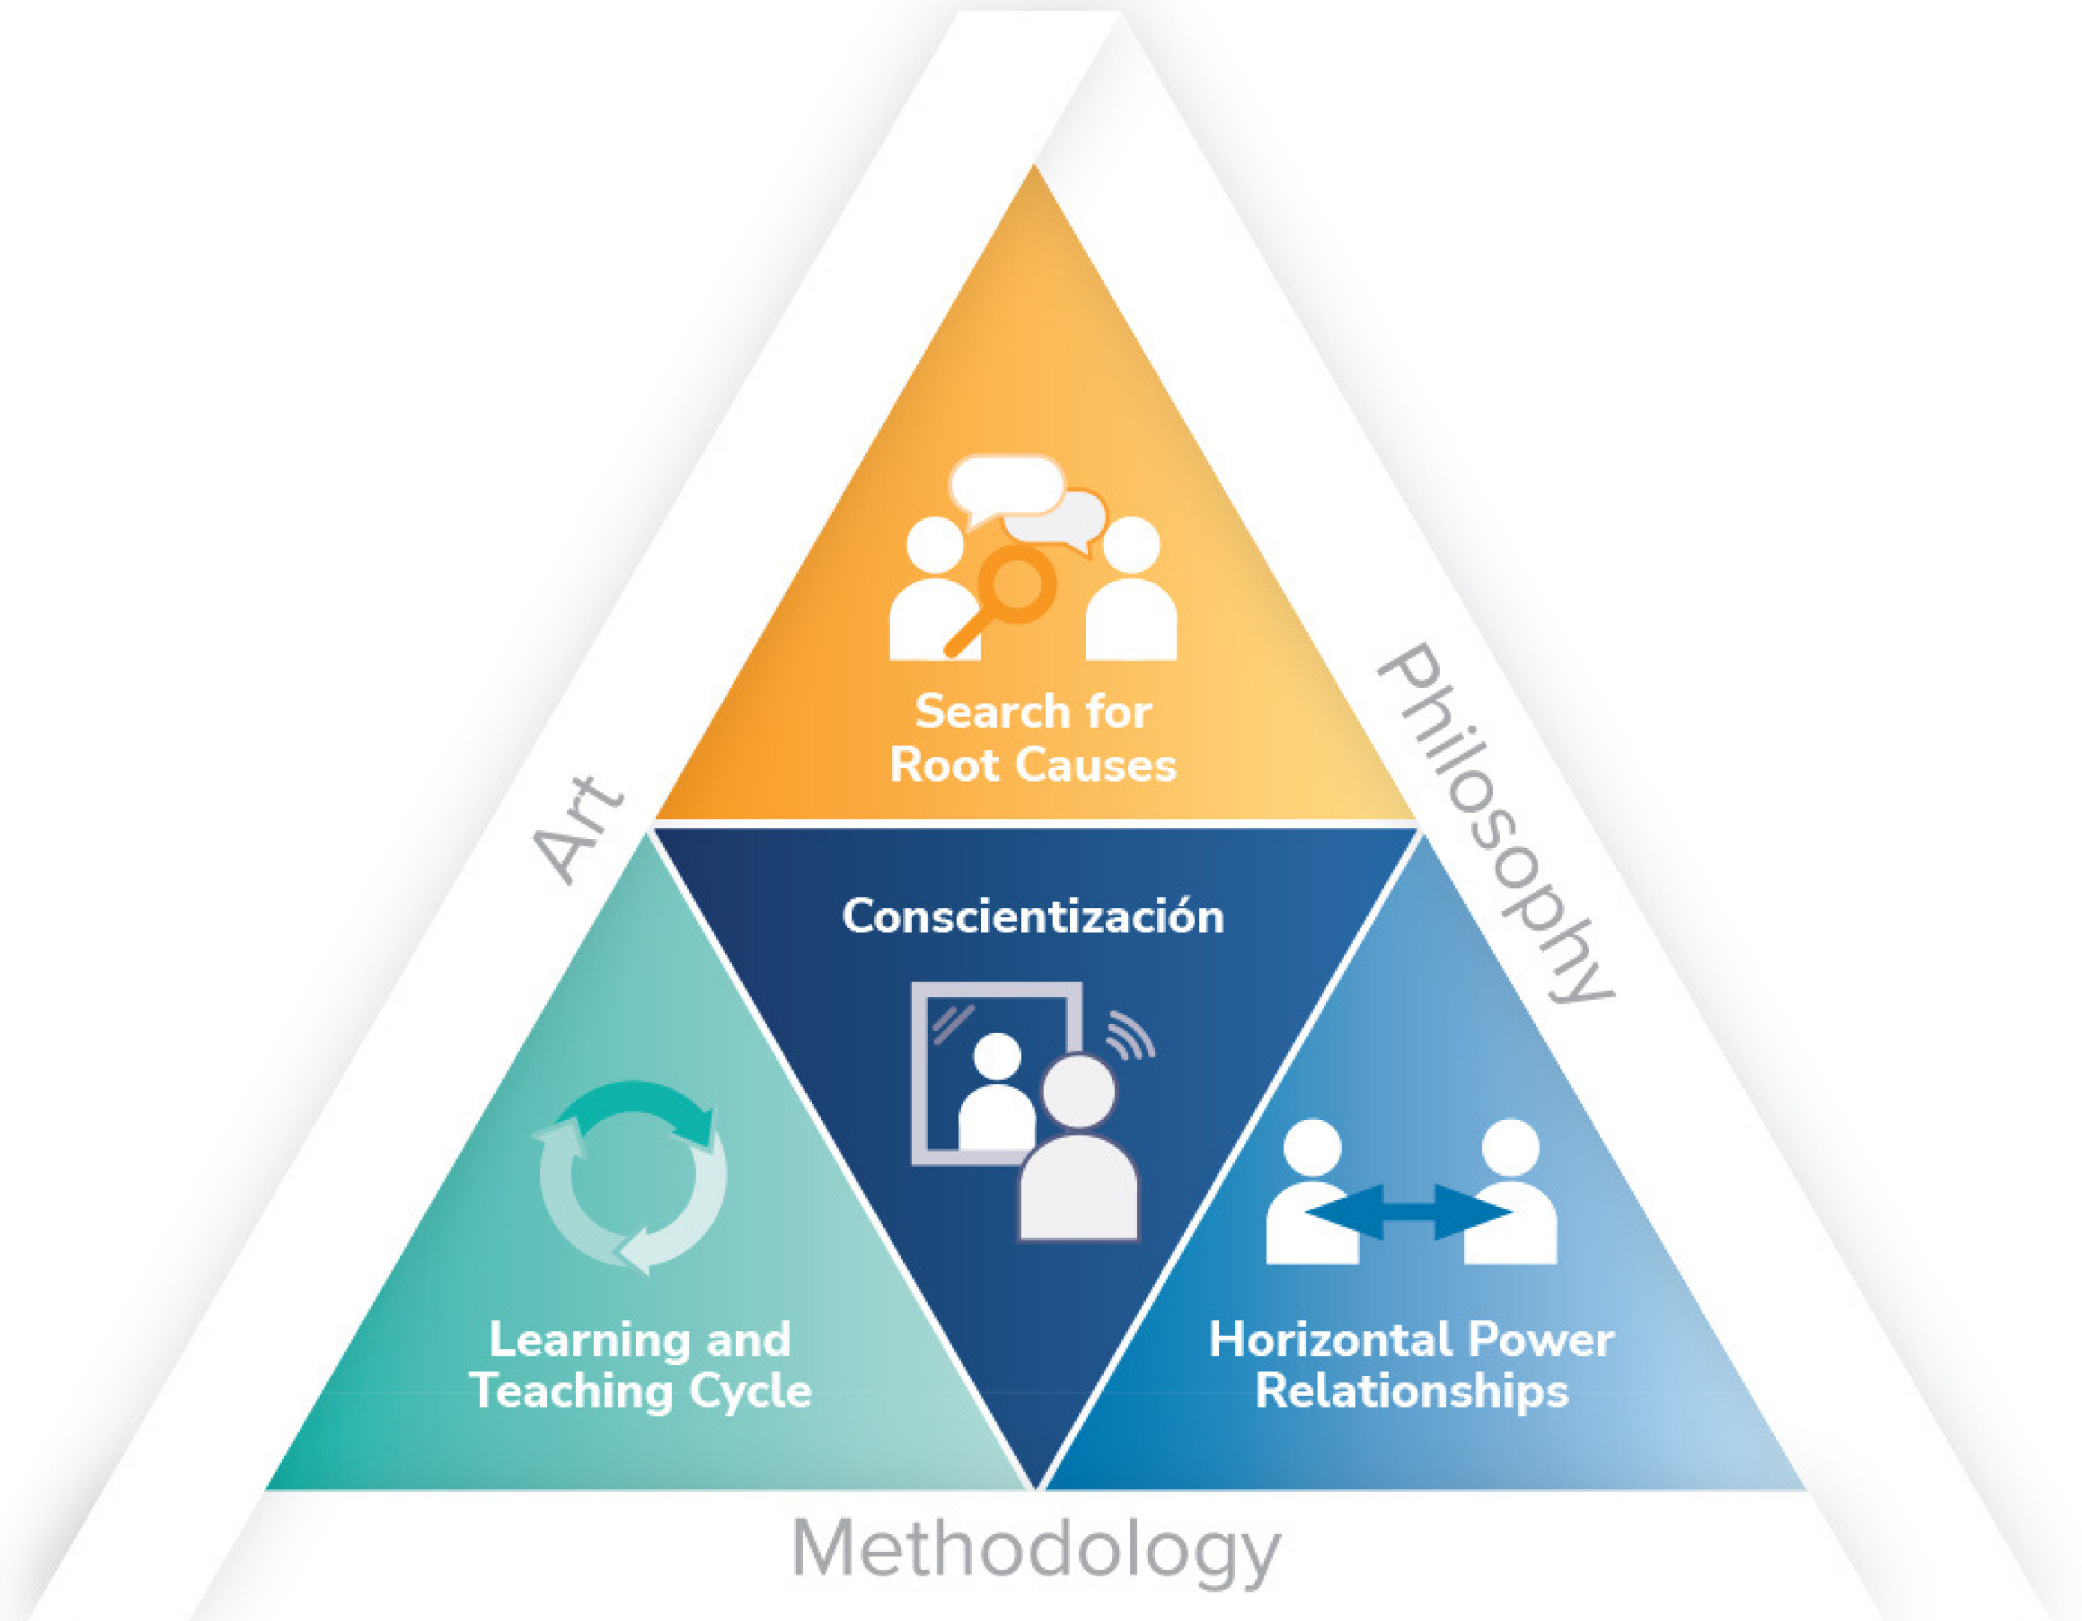 Search for
Root Causes
Art
Philosophy
Conscientización
Learning and
Teaching Cycle
Horizontal Power
Relationships
Methodology